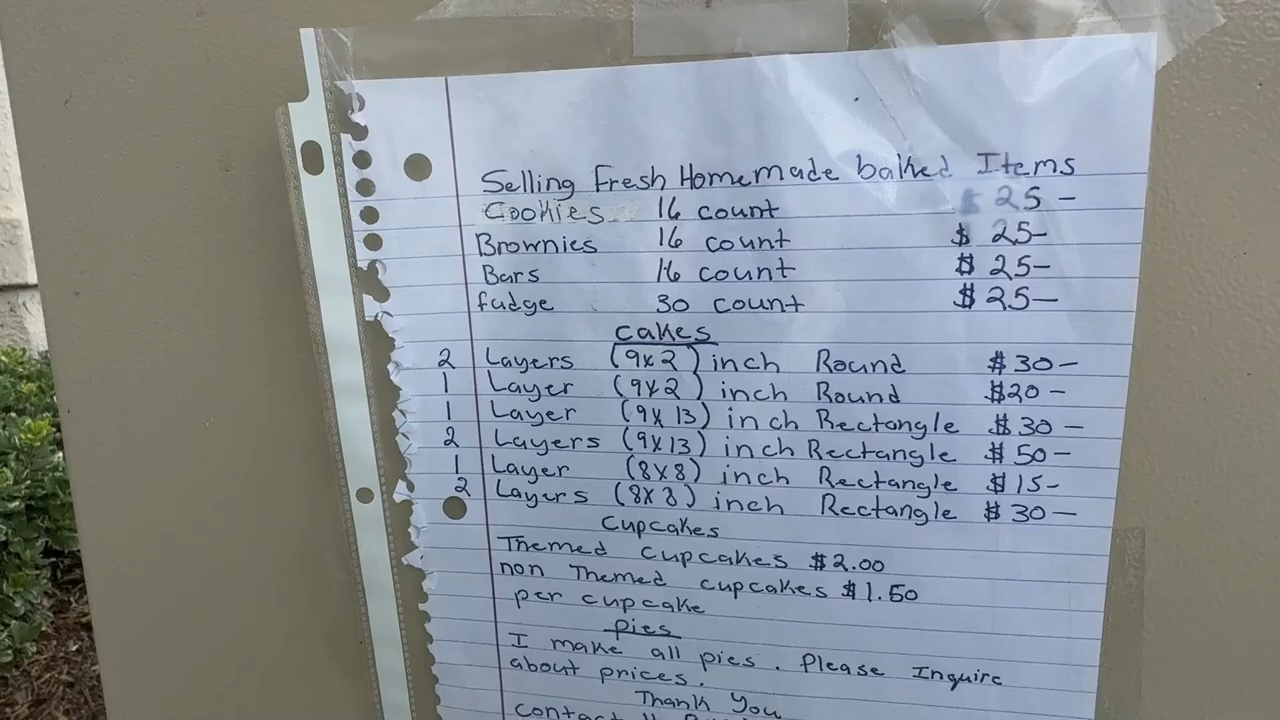 Selling Fresh Homemade baked Items
Cookies 16 count $ 25 -
Brownies 16 count $ 25-
Bars 16 count $ 25-
fudge 30 count $ 25-
cakes
2 Layers (9x2) inch Round $30-
1 Layer (9x2) inch Round $20-
1 Layer (9x13) inch Rectangle $30-
2 Layers (9x13) inch Rectangle $50-
1 Layer (8x8) inch Rectangle $15-
2 Layers (8x8) inch Rectangle $30-
Cupcakes
Themed cupcakes $2.00
non Themed cupcakes $1.50
per cupcake
pies
I make all pies. Please Inquire
about prices.
Thank You